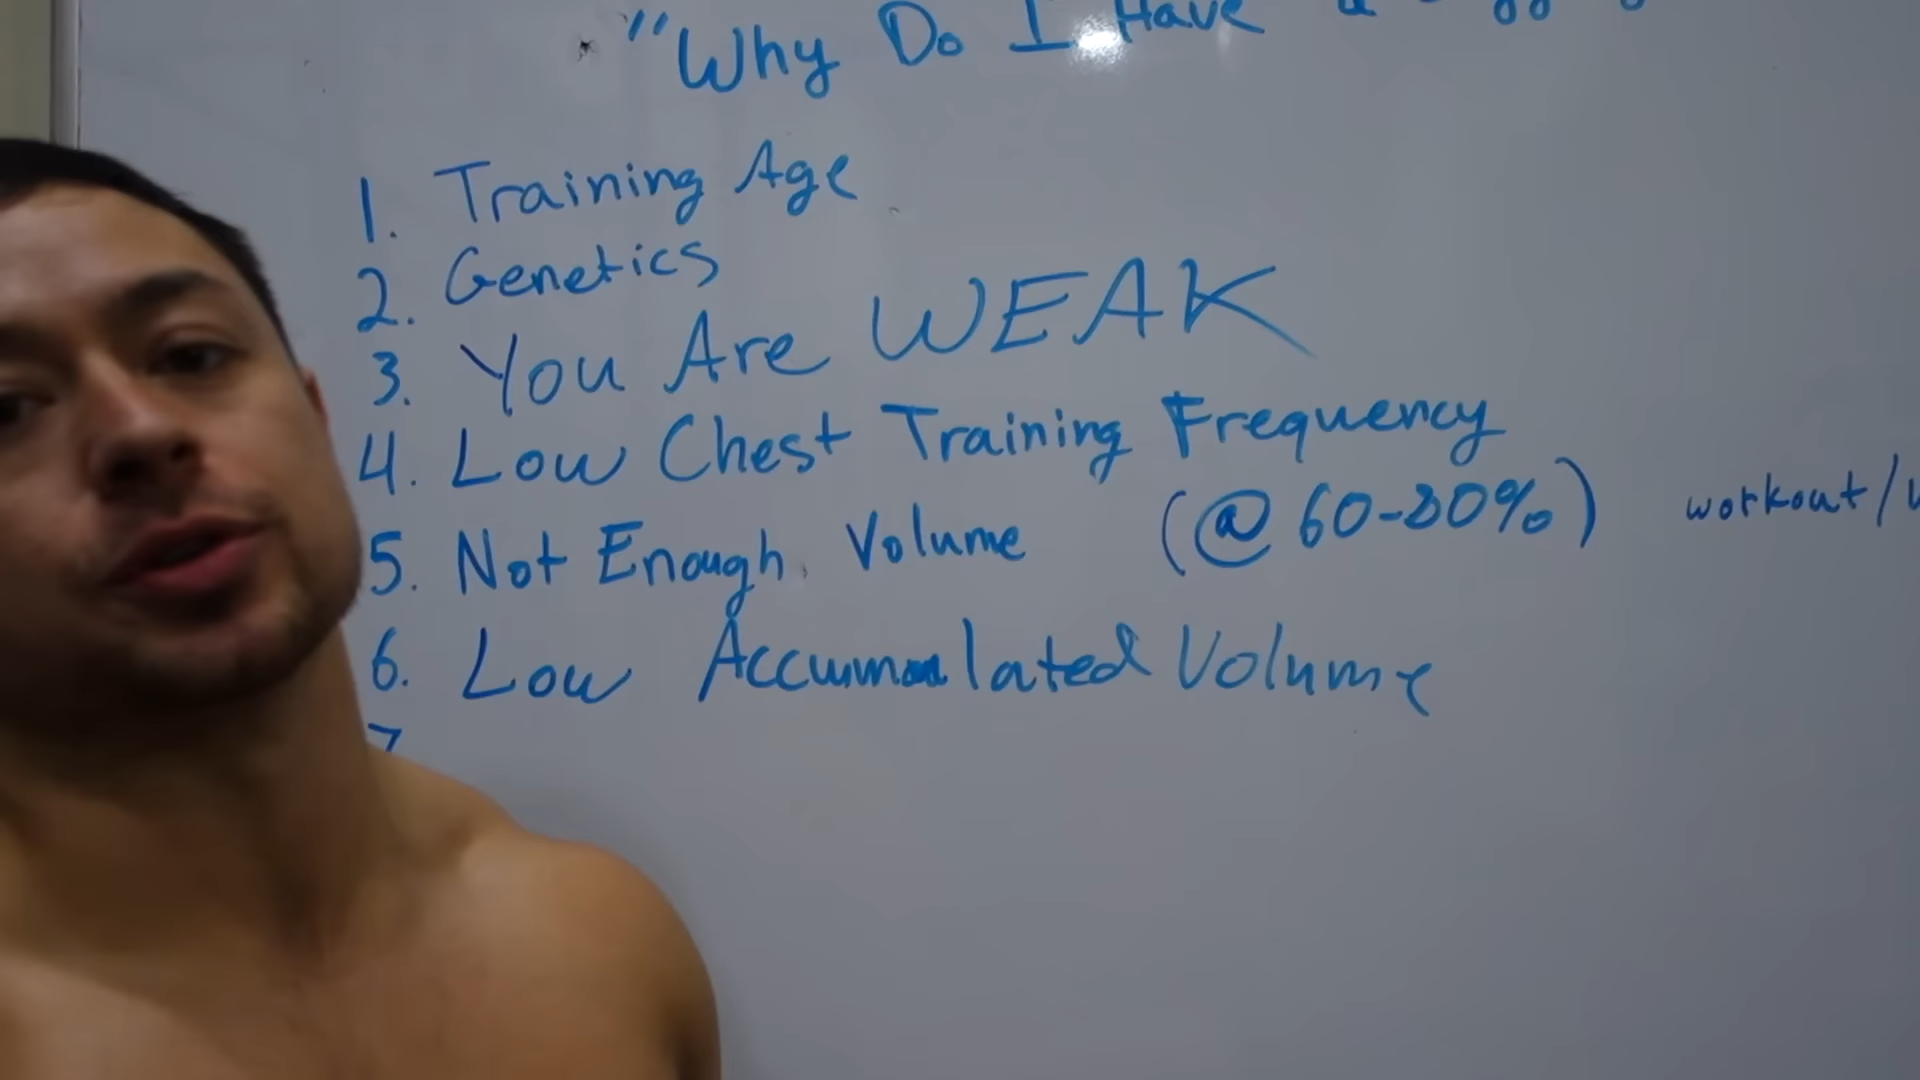 "Why Do I Have a
1. Training Age
2. Genetics
3. You Are WEAK
4. Low Chest Training Frequency
5. Not Enough Volume (@ 60-80%) workout/
6. Low Accumulated Volume
7